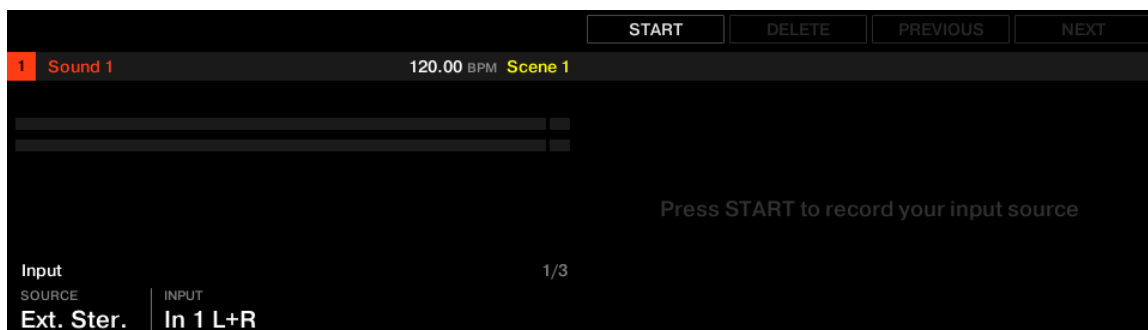 START DELETE PREVIOUS NEXT
1 Sound 1 120.00 BPM Scene 1
Press START to record your input source
Input 1/3
SOURCE INPUT
Ext. Ster. In 1 L+R